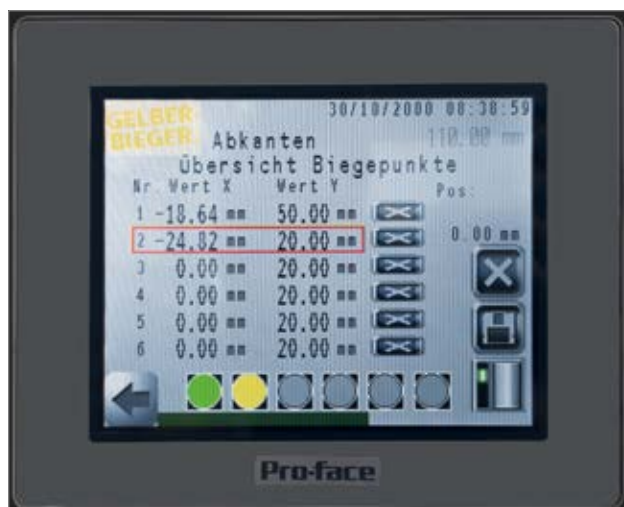 30/10/2000 08:38:59
GELBER-
BIEGER
Abkanten
110.00 mm
Übersicht Biegepunkte
Nr. Wert X Wert Y Pos:
1 -18.64 mm 50.00 mm
2 -24.82 mm 20.00 mm 0.00 mm
3 0.00 mm 20.00 mm
4 0.00 mm 20.00 mm
5 0.00 mm 20.00 mm
6 0.00 mm 20.00 mm
Pro-face